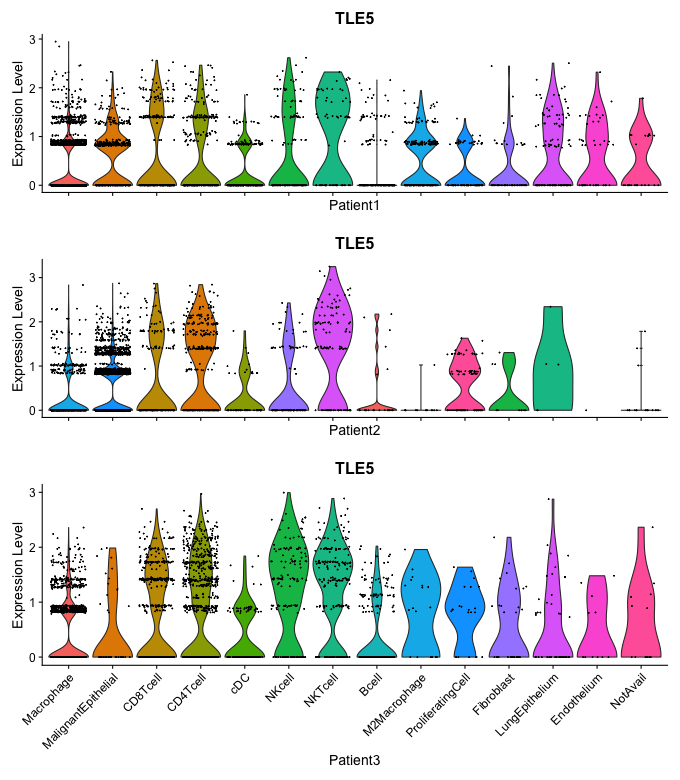 TLE5
Expression Level
3
2
1
0
Patient1
TLE5
Expression Level
3
2
1
0
Patient2
TLE5
Expression Level
3
2
1
0
Macrophage
MalignantEpithelial
CD8Tcell
CD4Tcell
cDC
NKcell
NKTcell
Bcell
M2Macrophage
ProliferatingCell
Fibroblast
LungEpithelium
Endothelium
NotAvail
Patient3